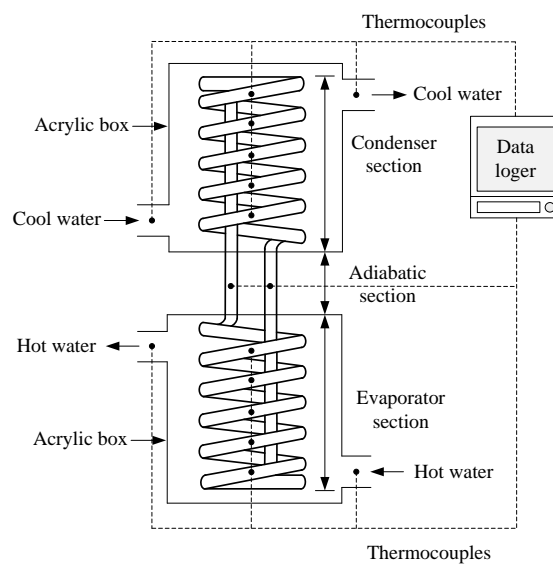 Thermocouples
Cool water
Acrylic box
Condenser
section
Data
loger
Cool water
Adiabatic
section
Hot water
Evaporator
section
Acrylic box
Hot water
Thermocouples